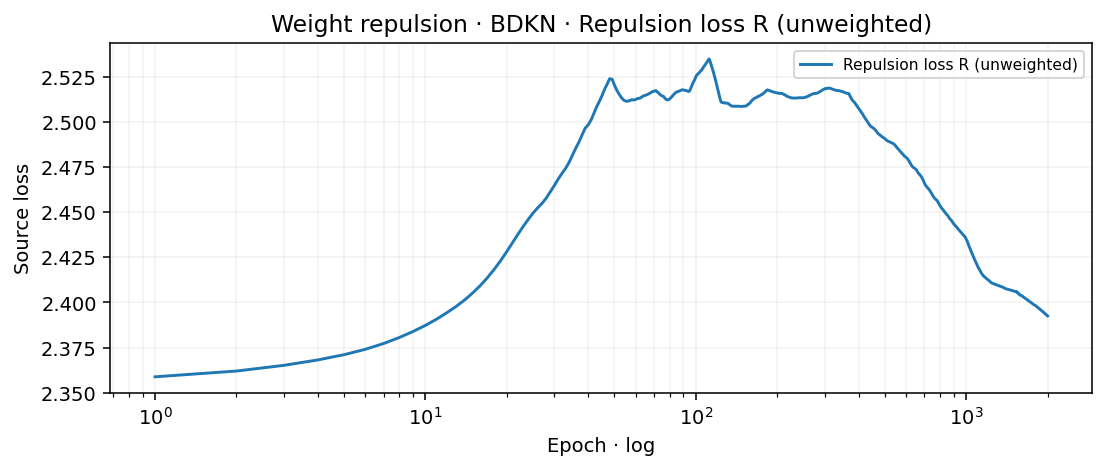 Weight repulsion · BDKN · Repulsion loss R (unweighted)
Repulsion loss R (unweighted)
Source loss
2.525
2.500
2.475
2.450
2.425
2.400
2.375
2.350
10⁰ 10¹ 10² 10³
Epoch · log